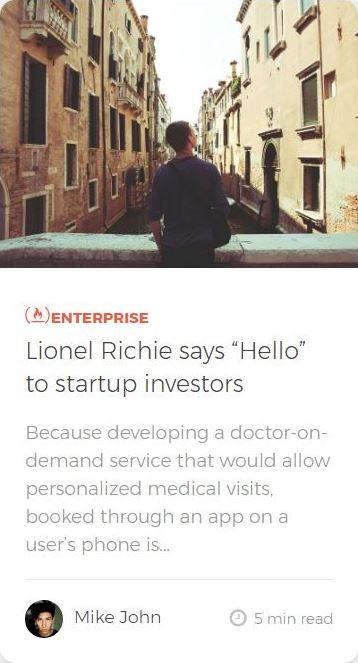 ENTERPRISE
Lionel Richie says “Hello”
to startup investors
Because developing a doctor-on-
demand service that would allow
personalized medical visits,
booked through an app on a
user’s phone is...
Mike John
5 min read